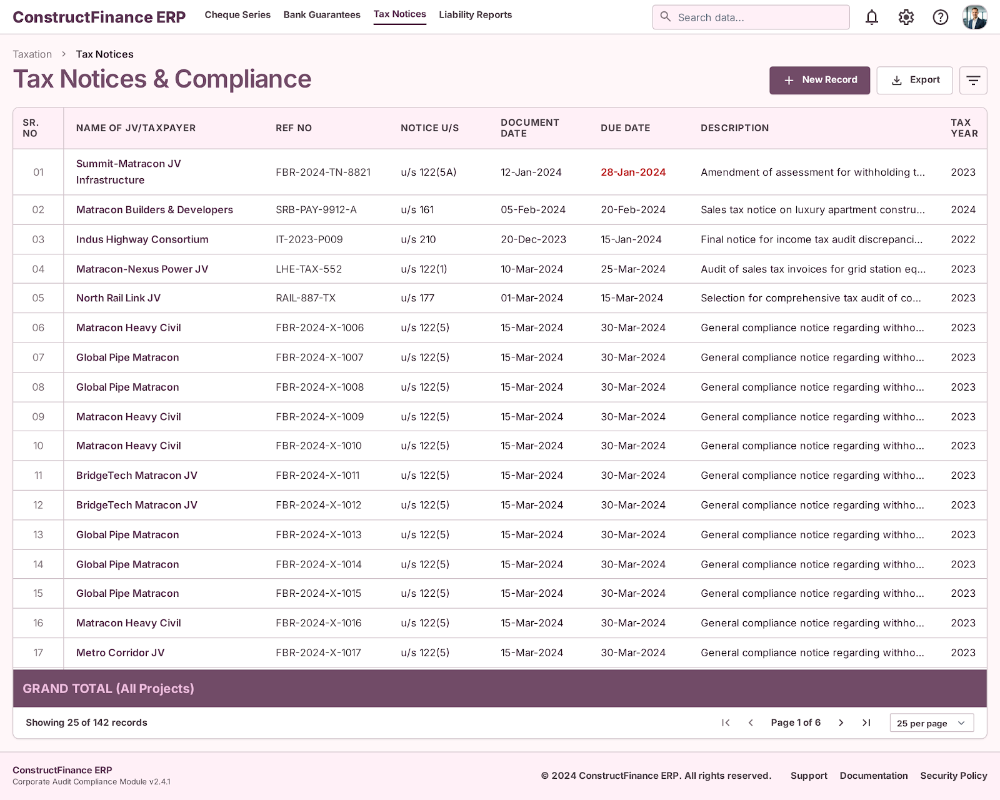 ConstructFinance ERP
Cheque Series
Bank Guarantees
Tax Notices
Liability Reports
Search data...
Taxation > Tax Notices
Tax Notices & Compliance
New Record
Export
SR. NO
NAME OF JV/TAXPAYER
REF NO
NOTICE U/S
DOCUMENT DATE
DUE DATE
DESCRIPTION
TAX YEAR
01 Summit-Matracon JV Infrastructure FBR-2024-TN-8821 u/s 122(5A) 12-Jan-2024 28-Jan-2024 Amendment of assessment for withholding t... 2023
02 Matracon Builders & Developers SRB-PAY-9912-A u/s 161 05-Feb-2024 20-Feb-2024 Sales tax notice on luxury apartment constru... 2024
03 Indus Highway Consortium IT-2023-P009 u/s 210 20-Dec-2023 15-Jan-2024 Final notice for income tax audit discrepanci... 2022
04 Matracon-Nexus Power JV LHE-TAX-552 u/s 122(1) 10-Mar-2024 25-Mar-2024 Audit of sales tax invoices for grid station eq... 2023
05 North Rail Link JV RAIL-887-TX u/s 177 01-Mar-2024 15-Mar-2024 Selection for comprehensive tax audit of co... 2023
06 Matracon Heavy Civil FBR-2024-X-1006 u/s 122(5) 15-Mar-2024 30-Mar-2024 General compliance notice regarding withho... 2023
07 Global Pipe Matracon FBR-2024-X-1007 u/s 122(5) 15-Mar-2024 30-Mar-2024 General compliance notice regarding withho... 2023
08 Global Pipe Matracon FBR-2024-X-1008 u/s 122(5) 15-Mar-2024 30-Mar-2024 General compliance notice regarding withho... 2023
09 Matracon Heavy Civil FBR-2024-X-1009 u/s 122(5) 15-Mar-2024 30-Mar-2024 General compliance notice regarding withho... 2023
10 Matracon Heavy Civil FBR-2024-X-1010 u/s 122(5) 15-Mar-2024 30-Mar-2024 General compliance notice regarding withho... 2023
11 BridgeTech Matracon JV FBR-2024-X-1011 u/s 122(5) 15-Mar-2024 30-Mar-2024 General compliance notice regarding withho... 2023
12 BridgeTech Matracon JV FBR-2024-X-1012 u/s 122(5) 15-Mar-2024 30-Mar-2024 General compliance notice regarding withho... 2023
13 Global Pipe Matracon FBR-2024-X-1013 u/s 122(5) 15-Mar-2024 30-Mar-2024 General compliance notice regarding withho... 2023
14 Global Pipe Matracon FBR-2024-X-1014 u/s 122(5) 15-Mar-2024 30-Mar-2024 General compliance notice regarding withho... 2023
15 Global Pipe Matracon FBR-2024-X-1015 u/s 122(5) 15-Mar-2024 30-Mar-2024 General compliance notice regarding withho... 2023
16 Matracon Heavy Civil FBR-2024-X-1016 u/s 122(5) 15-Mar-2024 30-Mar-2024 General compliance notice regarding withho... 2023
17 Metro Corridor JV FBR-2024-X-1017 u/s 122(5) 15-Mar-2024 30-Mar-2024 General compliance notice regarding withho... 2023
GRAND TOTAL (All Projects)
Showing 25 of 142 records
Page 1 of 6
25 per page
ConstructFinance ERP
Corporate Audit Compliance Module v2.4.1
© 2024 ConstructFinance ERP. All rights reserved.
Support
Documentation
Security Policy